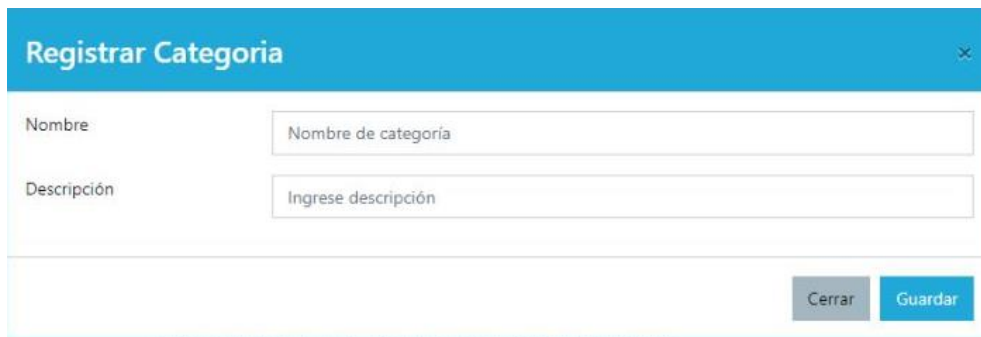 Registrar Categoria ×
Nombre
Nombre de categoría
Descripción
Ingrese descripción
Cerrar Guardar